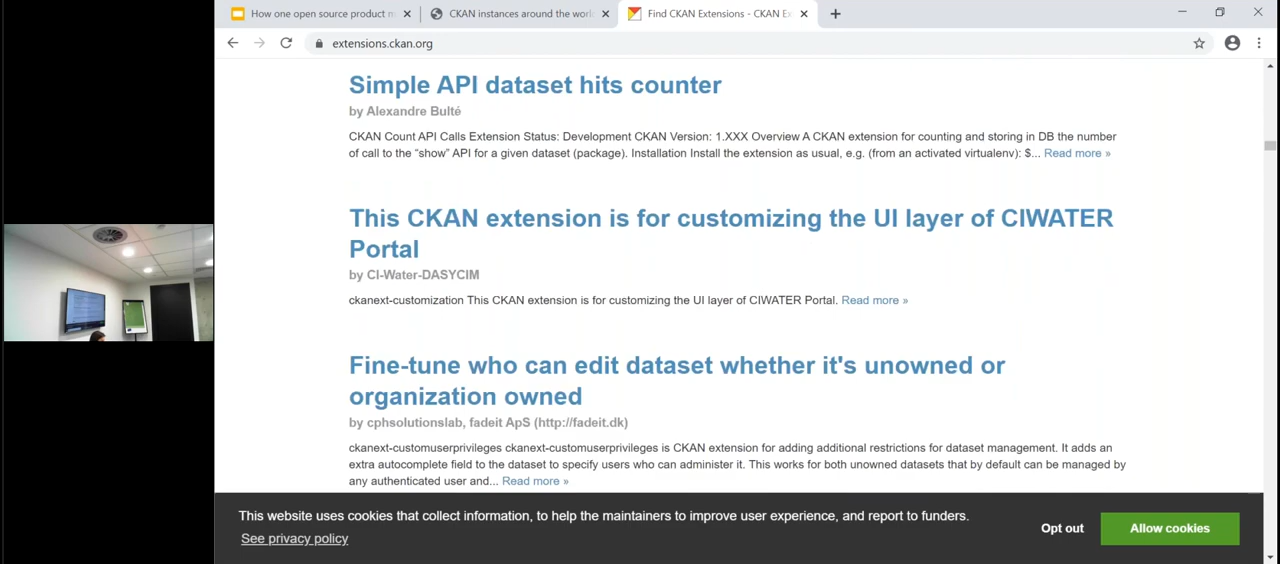 How one open source product n
CKAN instances around the worl
Find CKAN Extensions - CKAN Ex
extensions.ckan.org
Simple API dataset hits counter
by Alexandre Bulté
CKAN Count API Calls Extension Status: Development CKAN Version: 1.XXX Overview A CKAN extension for counting and storing in DB the number
of call to the “show” API for a given dataset (package). Installation Install the extension as usual, e.g. (from an activated virtualenv): $... Read more »
This CKAN extension is for customizing the UI layer of CIWATER
Portal
by CI-Water-DASYCIM
ckanext-customization This CKAN extension is for customizing the UI layer of CIWATER Portal. Read more »
Fine-tune who can edit dataset whether it's unowned or
organization owned
by cphsolutionslab, fadeit ApS (http://fadeit.dk)
ckanext-customuserprivileges ckanext-customuserprivileges is CKAN extension for adding additional restrictions for dataset management. It adds an
extra autocomplete field to the dataset to specify users who can administer it. This works for both unowned datasets that by default can be managed by
any authenticated user and... Read more »
This website uses cookies that collect information, to help the maintainers to improve user experience, and report to funders.
See privacy policy
Opt out
Allow cookies